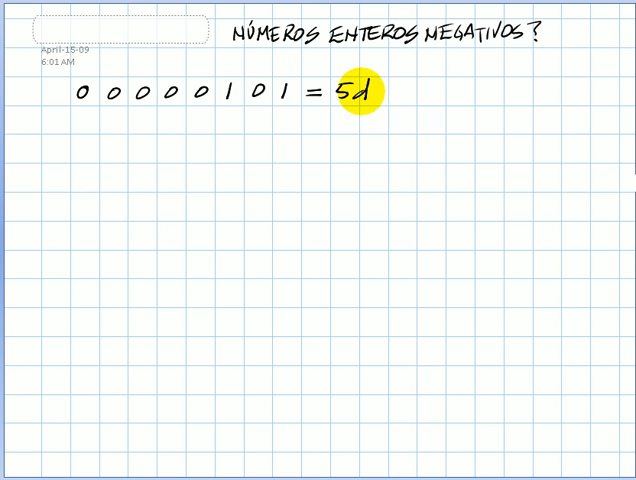 NÚMEROS ENTEROS NEGATIVOS?
April-15-09
6:01 AM
0 0 0 0 0 1 0 1 = 5d